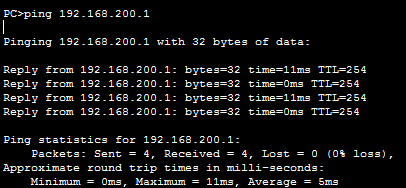 PC>ping 192.168.200.1
Pinging 192.168.200.1 with 32 bytes of data:
Reply from 192.168.200.1: bytes=32 time=11ms TTL=254
Reply from 192.168.200.1: bytes=32 time=0ms TTL=254
Reply from 192.168.200.1: bytes=32 time=11ms TTL=254
Reply from 192.168.200.1: bytes=32 time=0ms TTL=254
Ping statistics for 192.168.200.1:
    Packets: Sent = 4, Received = 4, Lost = 0 (0% loss),
Approximate round trip times in milli-seconds:
    Minimum = 0ms, Maximum = 11ms, Average = 5ms